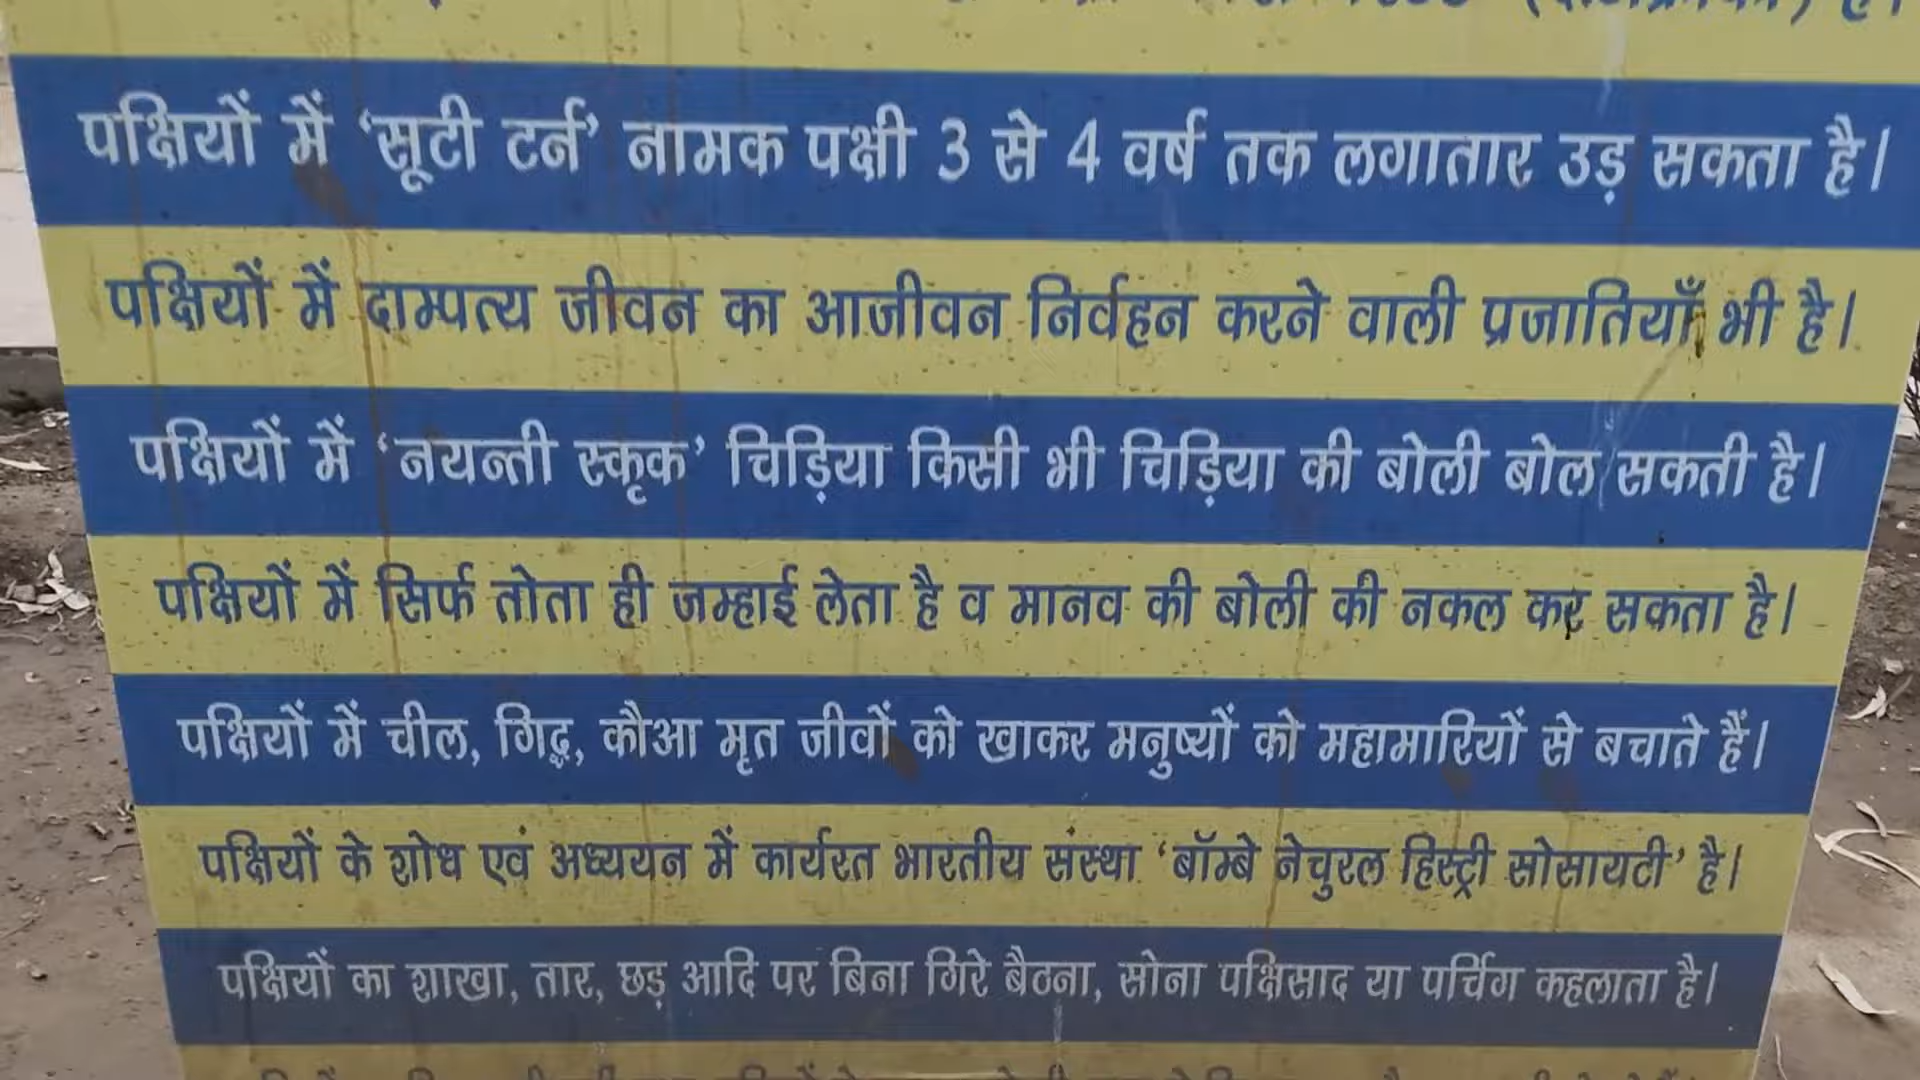 पक्षियों में 'सूटी टर्न' नामक पक्षी 3 से 4 वर्ष तक लगातार उड़ सकता है।
पक्षियों में दाम्पत्य जीवन का आजीवन निर्वहन करने वाली प्रजातियाँ भी है।
पक्षियों में 'नयन्ती स्कृक' चिड़िया किसी भी चिड़िया की बोली बोल सकती है।
पक्षियों में सिर्फ तोता ही जम्हाई लेता है व मानव की बोली की नकल कर सकता है।
पक्षियों में चील, गिद्ध, कौआ मृत जीवों को खाकर मनुष्यों को महामारियों से बचाते हैं।
पक्षियों के शोध एवं अध्ययन में कार्यरत भारतीय संस्था 'बॉम्बे नेचुरल हिस्ट्री सोसायटी' है।
पक्षियों का शाखा, तार, छड़ आदि पर बिना गिरे बैठना, सोना पक्षिसाद या पर्चिग कहलाता है।